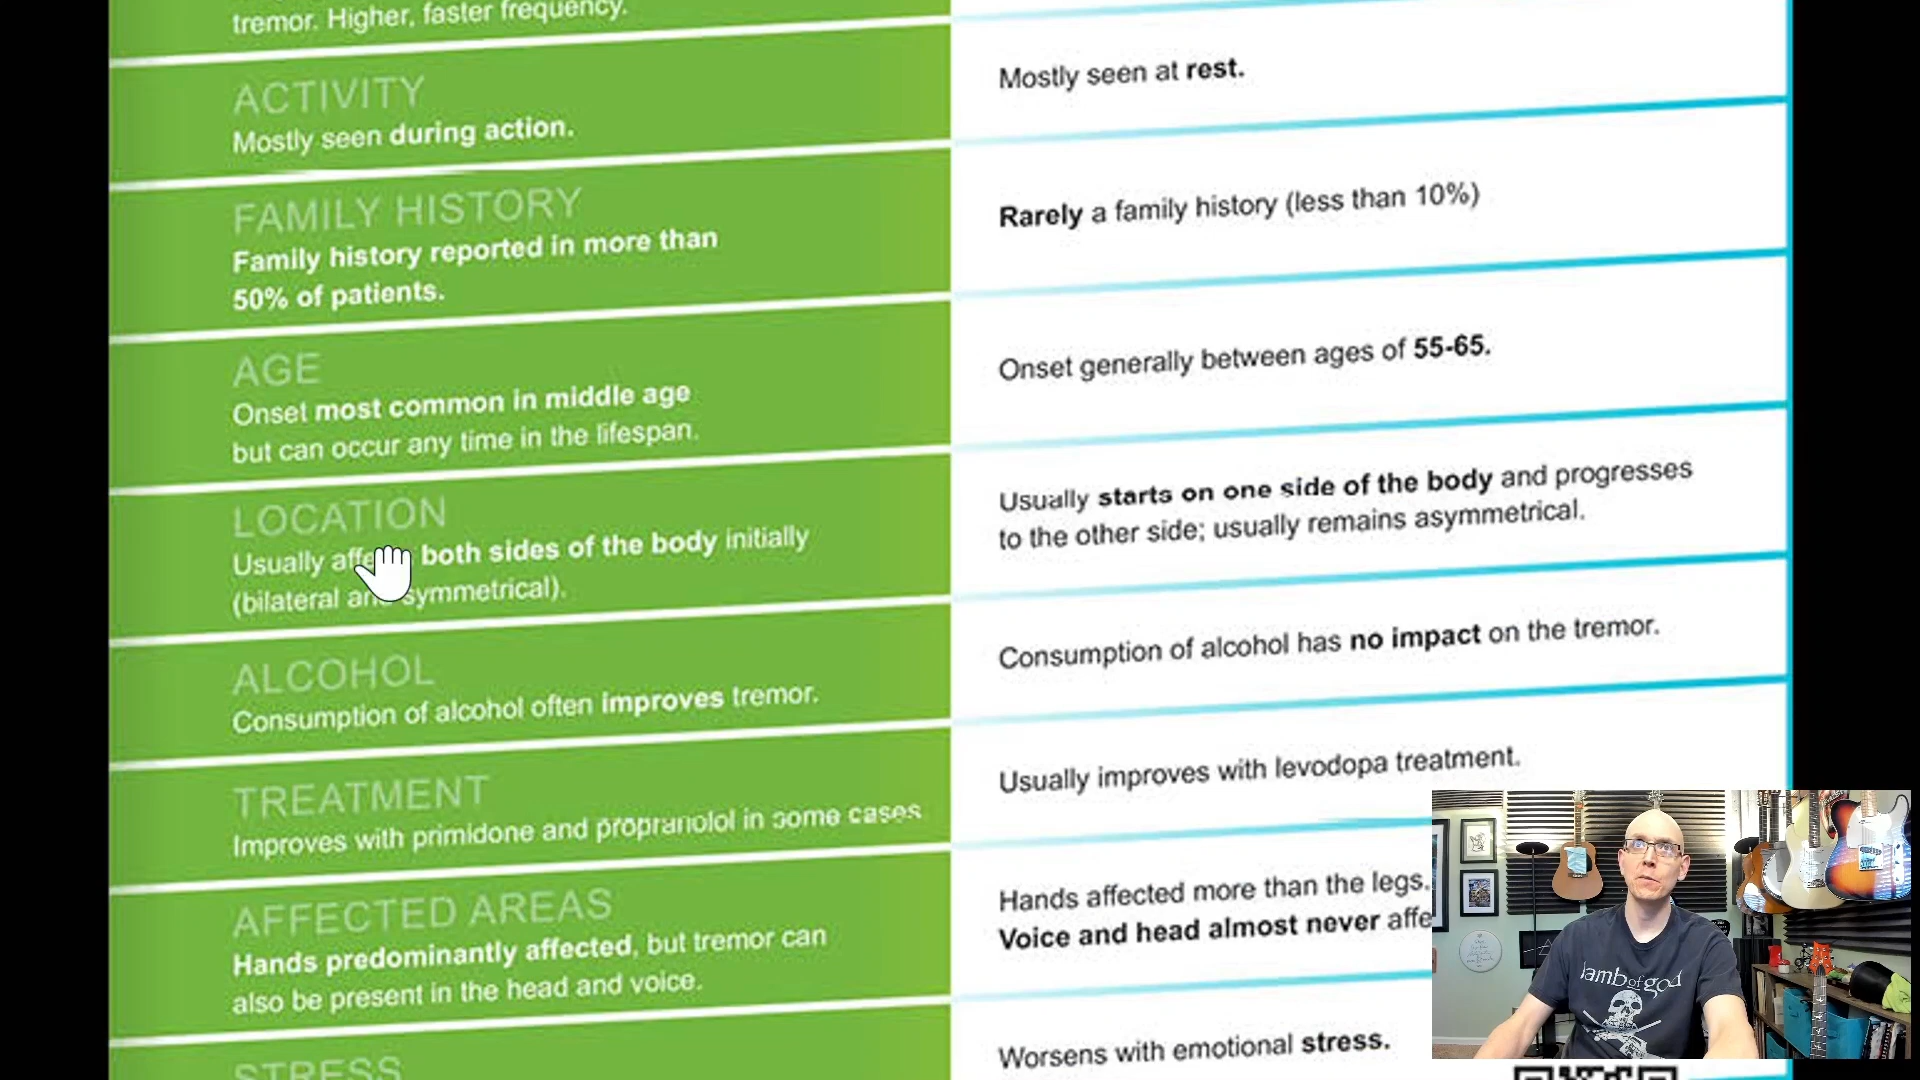 tremor. Higher, faster frequency.
ACTIVITY
Mostly seen during action.
Mostly seen at rest.
FAMILY HISTORY
Family history reported in more than
50% of patients.
Rarely a family history (less than 10%)
AGE
Onset most common in middle age
but can occur any time in the lifespan.
Onset generally between ages of 55-65.
LOCATION
Usually both sides of the body initially
(bilateral symmetrical).
Usually starts on one side of the body and progresses
to the other side; usually remains asymmetrical.
ALCOHOL
Consumption of alcohol often improves tremor.
Consumption of alcohol has no impact on the tremor.
TREATMENT
Improves with primidone and propranolol in some cases
Usually improves with levodopa treatment.
AFFECTED AREAS
Hands predominantly affected, but tremor can
also be present in the head and voice.
Hands affected more than the legs.
Voice and head almost never
STRESS
Worsens with emotional stress.
lamb of god